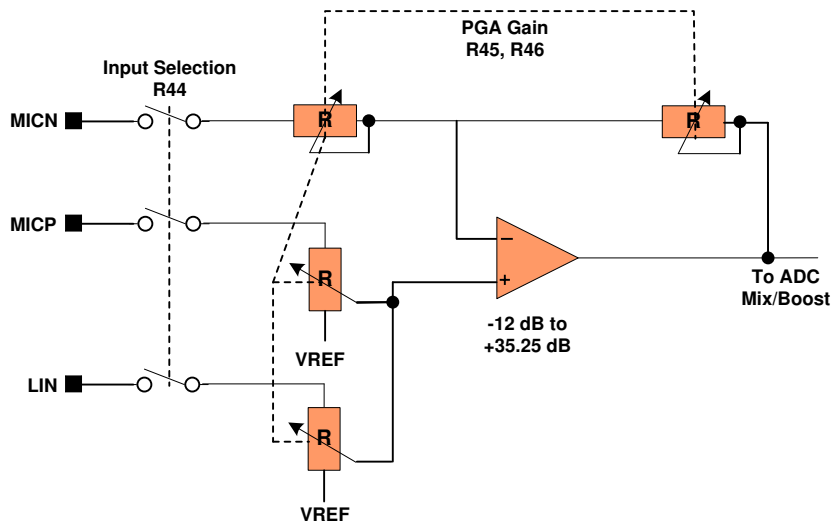 PGA Gain
R45, R46
Input Selection
R44
MICN
R
R
MICP
R
−
+
To ADC
Mix/Boost
-12 dB to
+35.25 dB
VREF
LIN
R
VREF